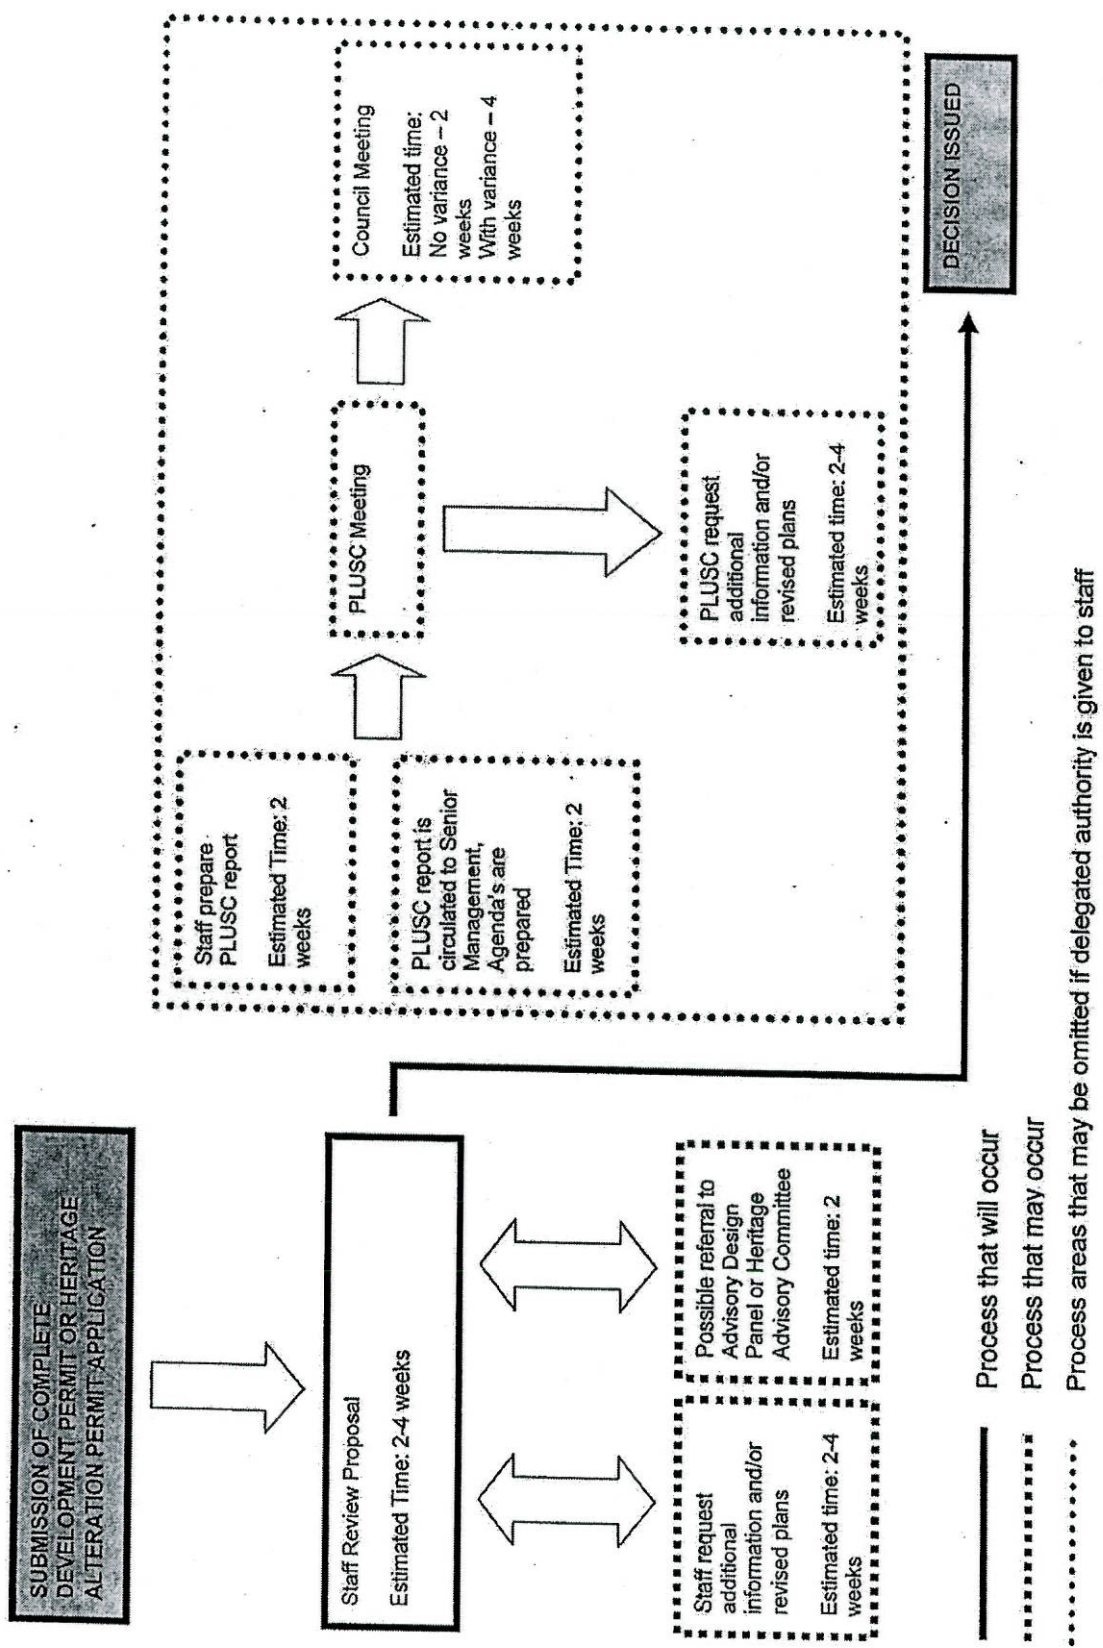 SUBMISSION OF COMPLETE
DEVELOPMENT PERMIT OR HERITAGE
ALTERATION PERMIT APPLICATION
Staff Review Proposal
Estimated Time: 2-4 weeks
Staff request
additional
information and/or
revised plans
Estimated time: 2-4
weeks
Possible referral to
Advisory Design
Panel or Heritage
Advisory Committee
Estimated time: 2
weeks
Staff prepare
PLUSC report
Estimated Time: 2
weeks
PLUSC report is
circulated to Senior
Management,
Agenda's are
prepared
Estimated Time: 2
weeks
PLUSC Meeting
Council Meeting
Estimated time:
No variance – 2
weeks
With variance – 4
weeks
PLUSC request
additional
information and/or
revised plans
Estimated time: 2-4
weeks
DECISION ISSUED
Process that will occur
Process that may occur
Process areas that may be omitted if delegated authority is given to staff